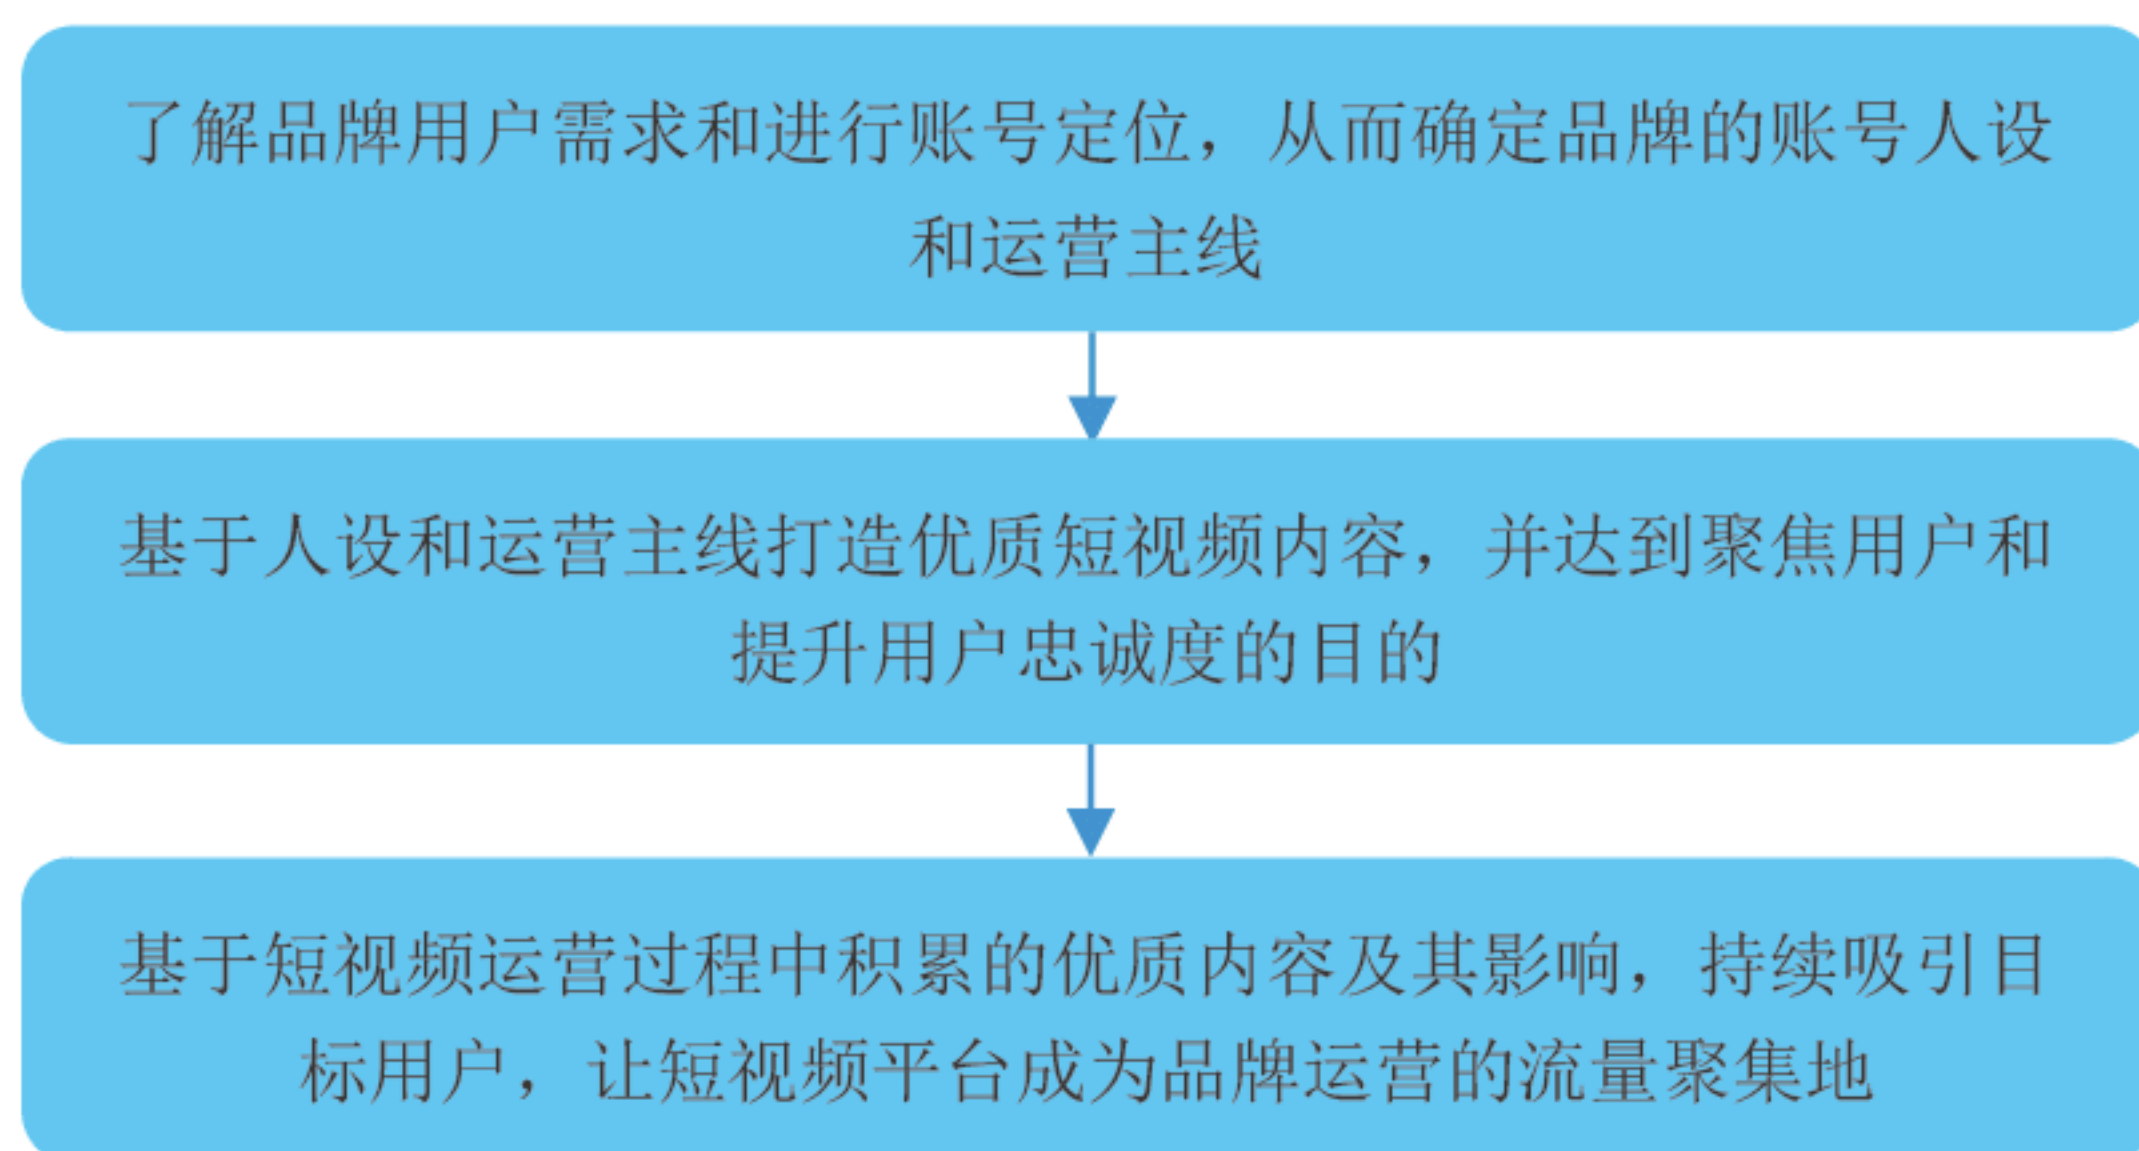 了解品牌用户需求和进行账号定位，从而确定品牌的账号人设
和运营主线
基于人设和运营主线打造优质短视频内容，并达到聚焦用户和
提升用户忠诚度的目的
基于短视频运营过程中积累的优质内容及其影响，持续吸引目
标用户，让短视频平台成为品牌运营的流量聚集地